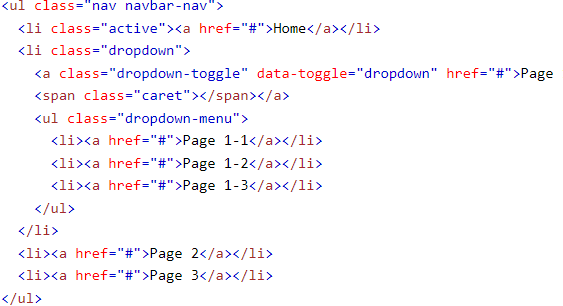 <ul class="nav navbar-nav">
  <li class="active"><a href="#">Home</a></li>
  <li class="dropdown">
    <a class="dropdown-toggle" data-toggle="dropdown" href="#">Page
    <span class="caret"></span></a>
    <ul class="dropdown-menu">
      <li><a href="#">Page 1-1</a></li>
      <li><a href="#">Page 1-2</a></li>
      <li><a href="#">Page 1-3</a></li>
    </ul>
  </li>
  <li><a href="#">Page 2</a></li>
  <li><a href="#">Page 3</a></li>
</ul>